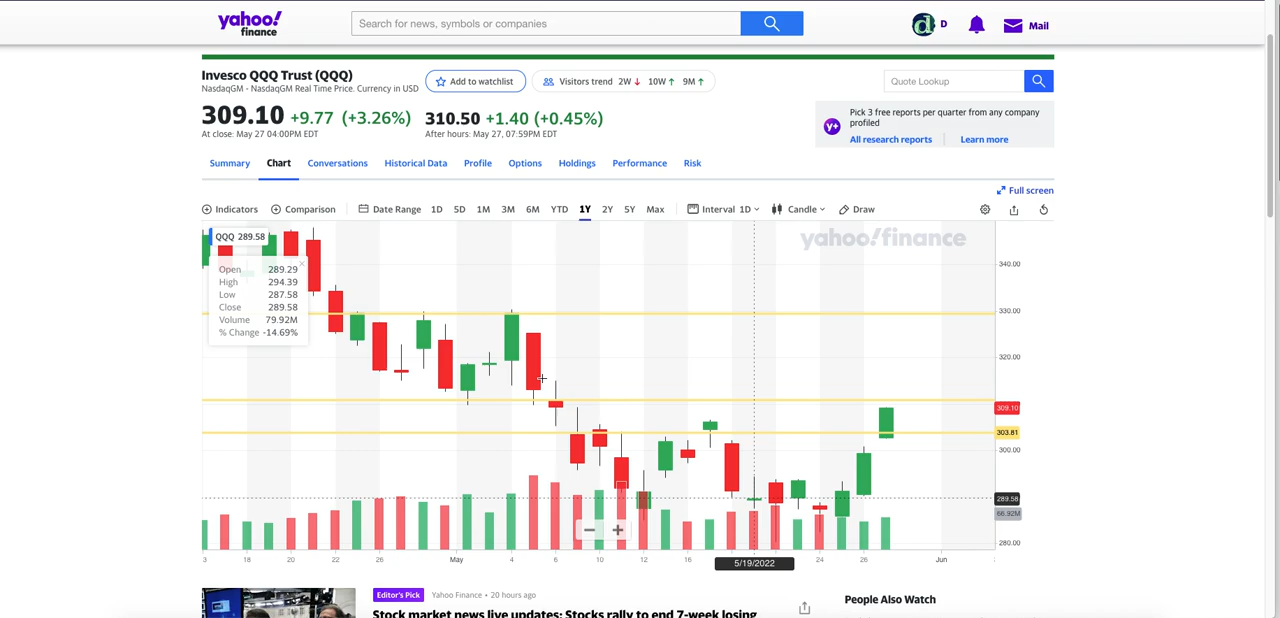 yahoo!
finance
Search for news, symbols or companies
D
Mail
Invesco QQQ Trust (QQQ)
NasdaqGM - NasdaqGM Real Time Price. Currency in USD
Add to watchlist
Visitors trend 2W 10W 9M
Quote Lookup
309.10 +9.77 (+3.26%)
At close: May 27 04:00PM EDT
310.50 +1.40 (+0.45%)
After hours: May 27, 07:59PM EDT
Y+
Pick 3 free reports per quarter from any company
profiled
All research reports
Learn more
Summary Chart Conversations Historical Data Profile Options Holdings Performance Risk
Full screen
Indicators Comparison Date Range 1D 5D 1M 3M 6M YTD 1Y 2Y 5Y Max Interval 1D Candle Draw
QQQ 289.58
yahoo!finance
Open 289.29
High 294.39
Low 287.58
Close 289.58
Volume 79.92M
% Change -14.69%
340.00
330.00
320.00
309.10
303.81
300.00
289.58
66.92M
280.00
3 18 20 22 26 May 4 6 10 12 16 5/19/2022 24 26 Jun
Editor's Pick Yahoo Finance • 20 hours ago
Stock market news live updates: Stocks rally to end 7-week losing
People Also Watch